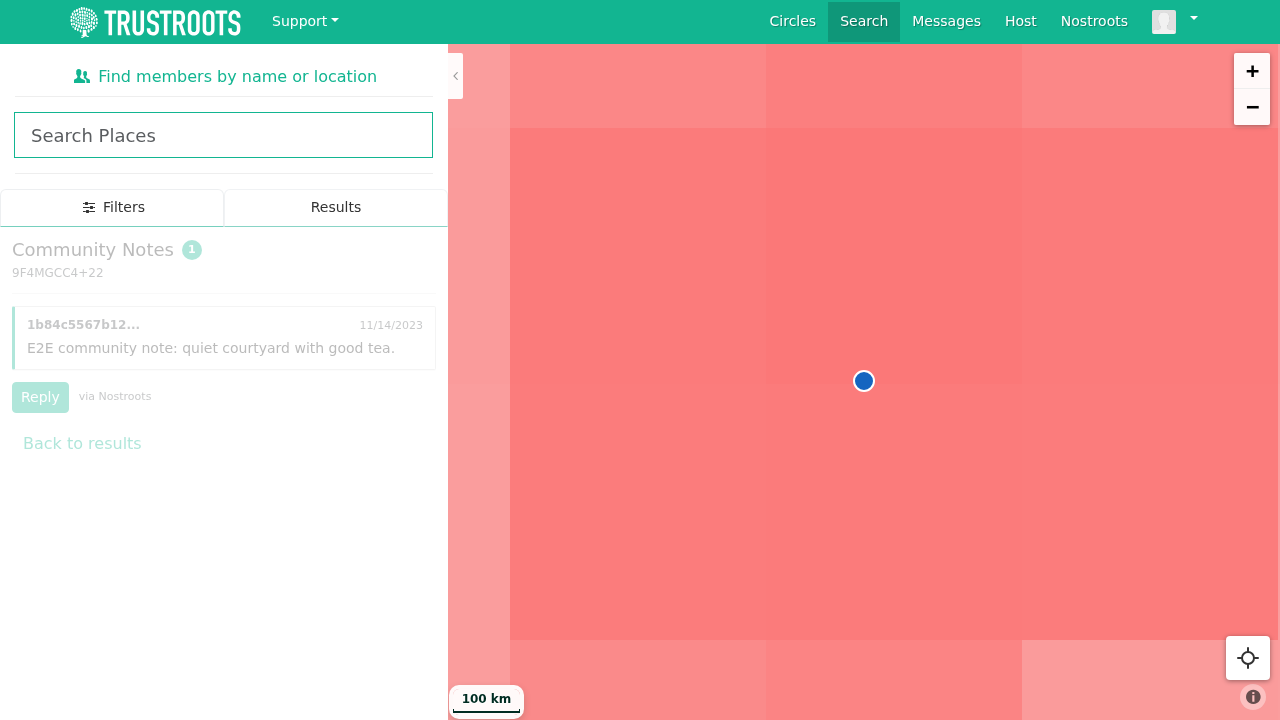 TRUSTROOTS Support Circles Search Messages Host Nostroots
Find members by name or location
Search Places
Filters Results
Community Notes 1
9F4MGCC4+22
1b84c5567b12... 11/14/2023
E2E community note: quiet courtyard with good tea.
Reply via Nostroots
Back to results
+
−
100 km